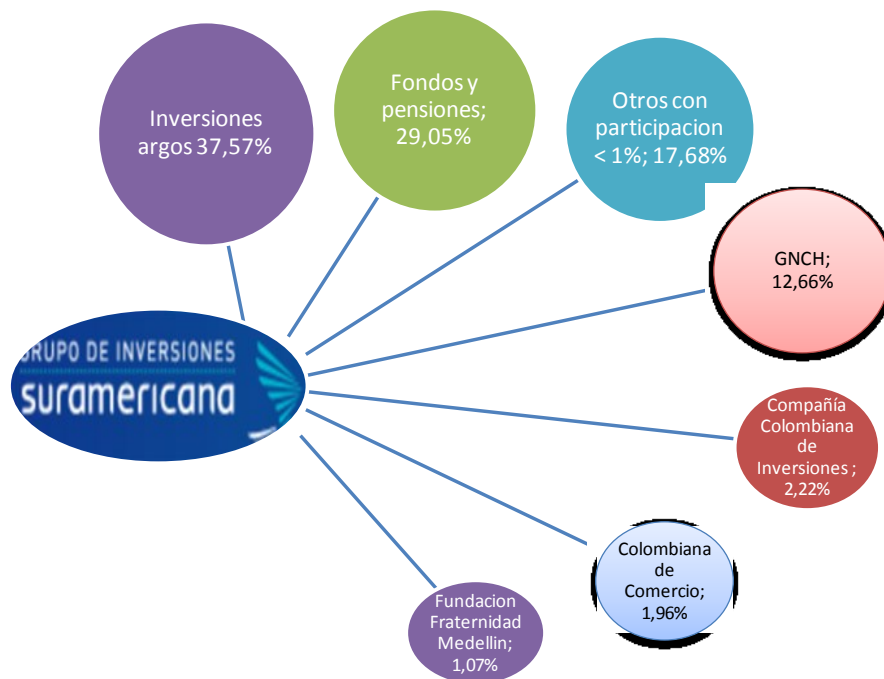 Inversiones
argos 37,57%
Fondos y
pensiones;
29,05%
Otros con
participacion
< 1%; 17,68%
GNCH;
12,66%
GRUPO DE INVERSIONES
suramericana
Compañía
Colombiana
de
Inversiones ;
2,22%
Colombiana
de
Comercio;
1,96%
Fundacion
Fraternidad
Medellin;
1,07%